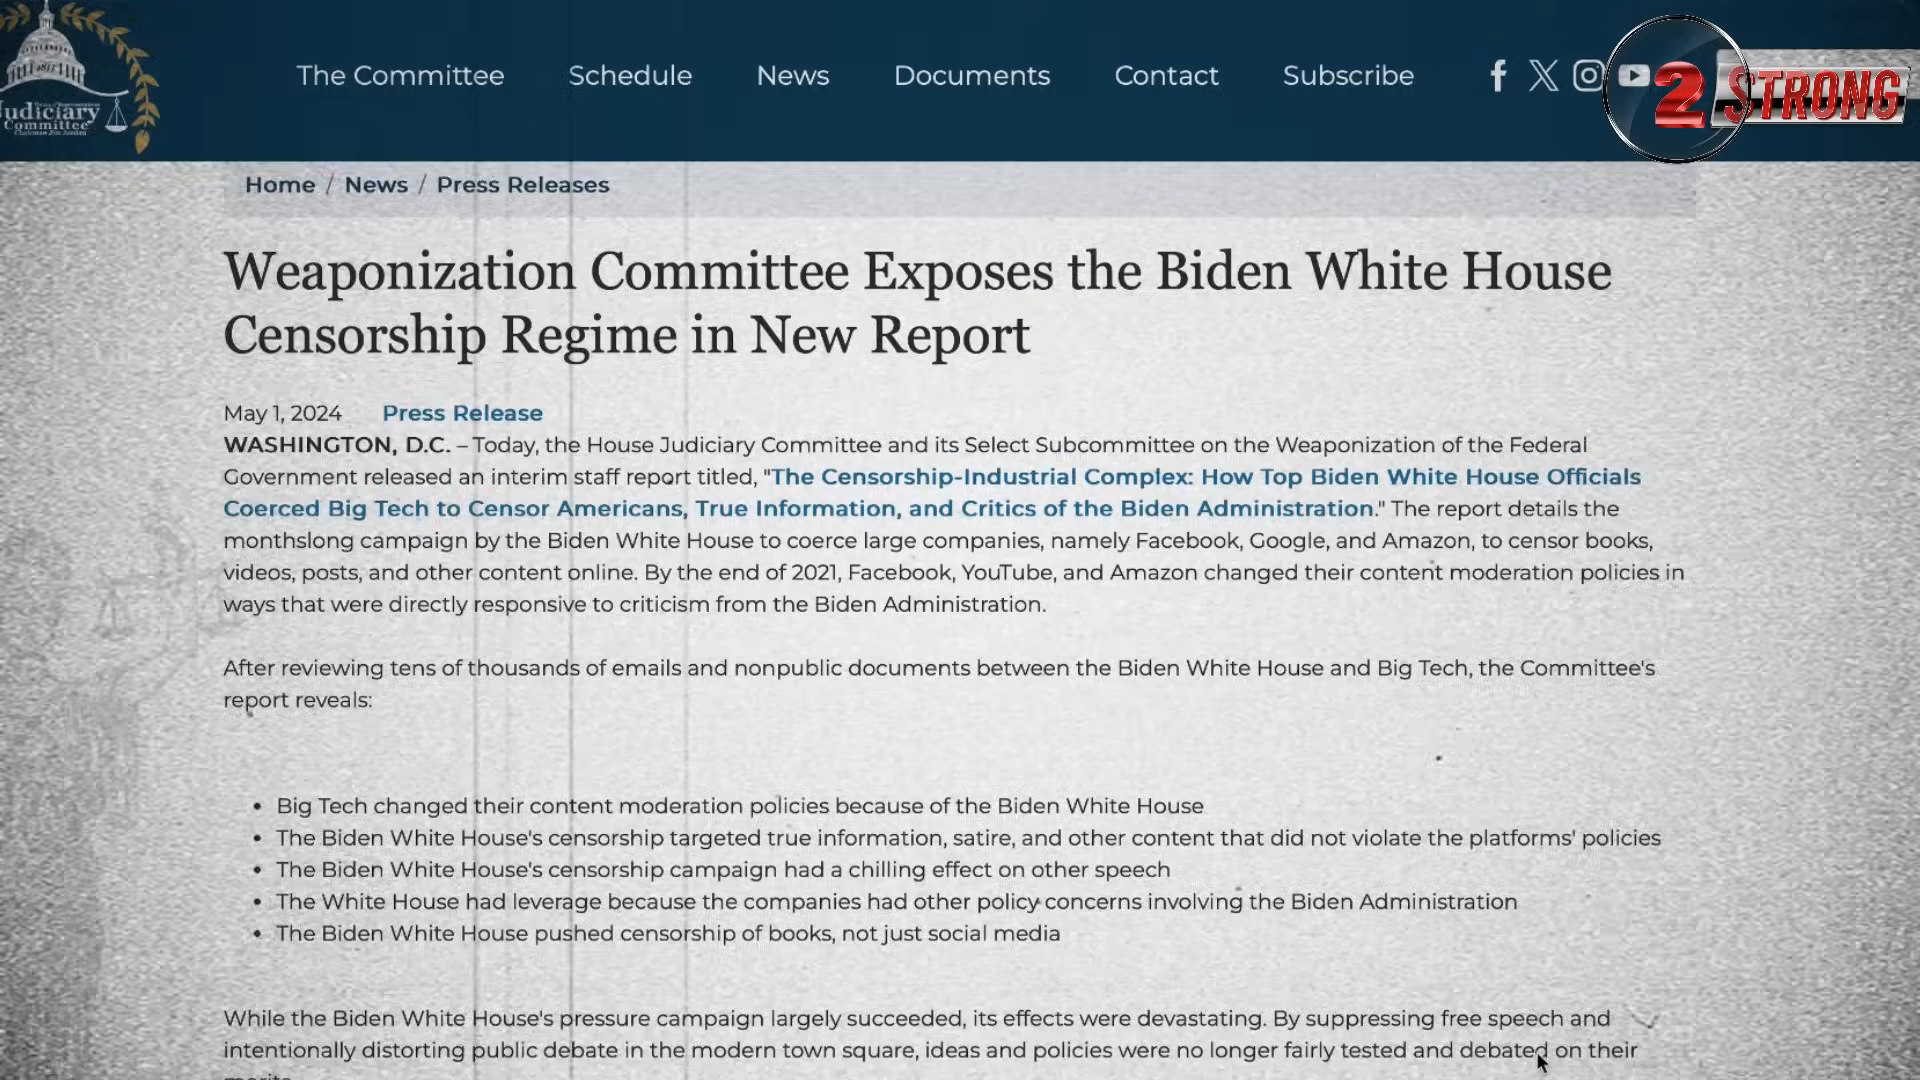 The Committee Schedule News Documents Contact Subscribe
2 STRONG
Judiciary
Committee
Home / News / Press Releases
Weaponization Committee Exposes the Biden White House
Censorship Regime in New Report
May 1, 2024 Press Release
WASHINGTON, D.C. – Today, the House Judiciary Committee and its Select Subcommittee on the Weaponization of the Federal
Government released an interim staff report titled, "The Censorship-Industrial Complex: How Top Biden White House Officials
Coerced Big Tech to Censor Americans, True Information, and Critics of the Biden Administration." The report details the
monthslong campaign by the Biden White House to coerce large companies, namely Facebook, Google, and Amazon, to censor books,
videos, posts, and other content online. By the end of 2021, Facebook, YouTube, and Amazon changed their content moderation policies in
ways that were directly responsive to criticism from the Biden Administration.
After reviewing tens of thousands of emails and nonpublic documents between the Biden White House and Big Tech, the Committee's
report reveals:
• Big Tech changed their content moderation policies because of the Biden White House
• The Biden White House's censorship targeted true information, satire, and other content that did not violate the platforms' policies
• The Biden White House's censorship campaign had a chilling effect on other speech
• The White House had leverage because the companies had other policy concerns involving the Biden Administration
• The Biden White House pushed censorship of books, not just social media
While the Biden White House's pressure campaign largely succeeded, its effects were devastating. By suppressing free speech and
intentionally distorting public debate in the modern town square, ideas and policies were no longer fairly tested and debated on their